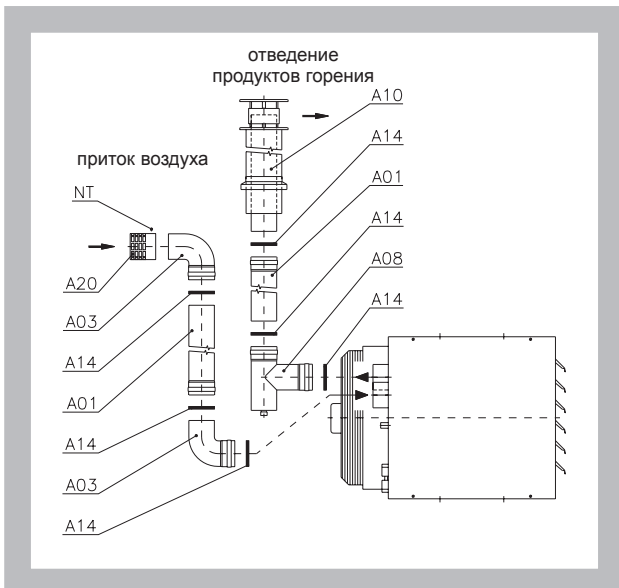 отведение
продуктов горения
A10
A14
приток воздуха
A01
NT
A14
A08
A20
A14
A03
A14
A01
A14
A03
A14